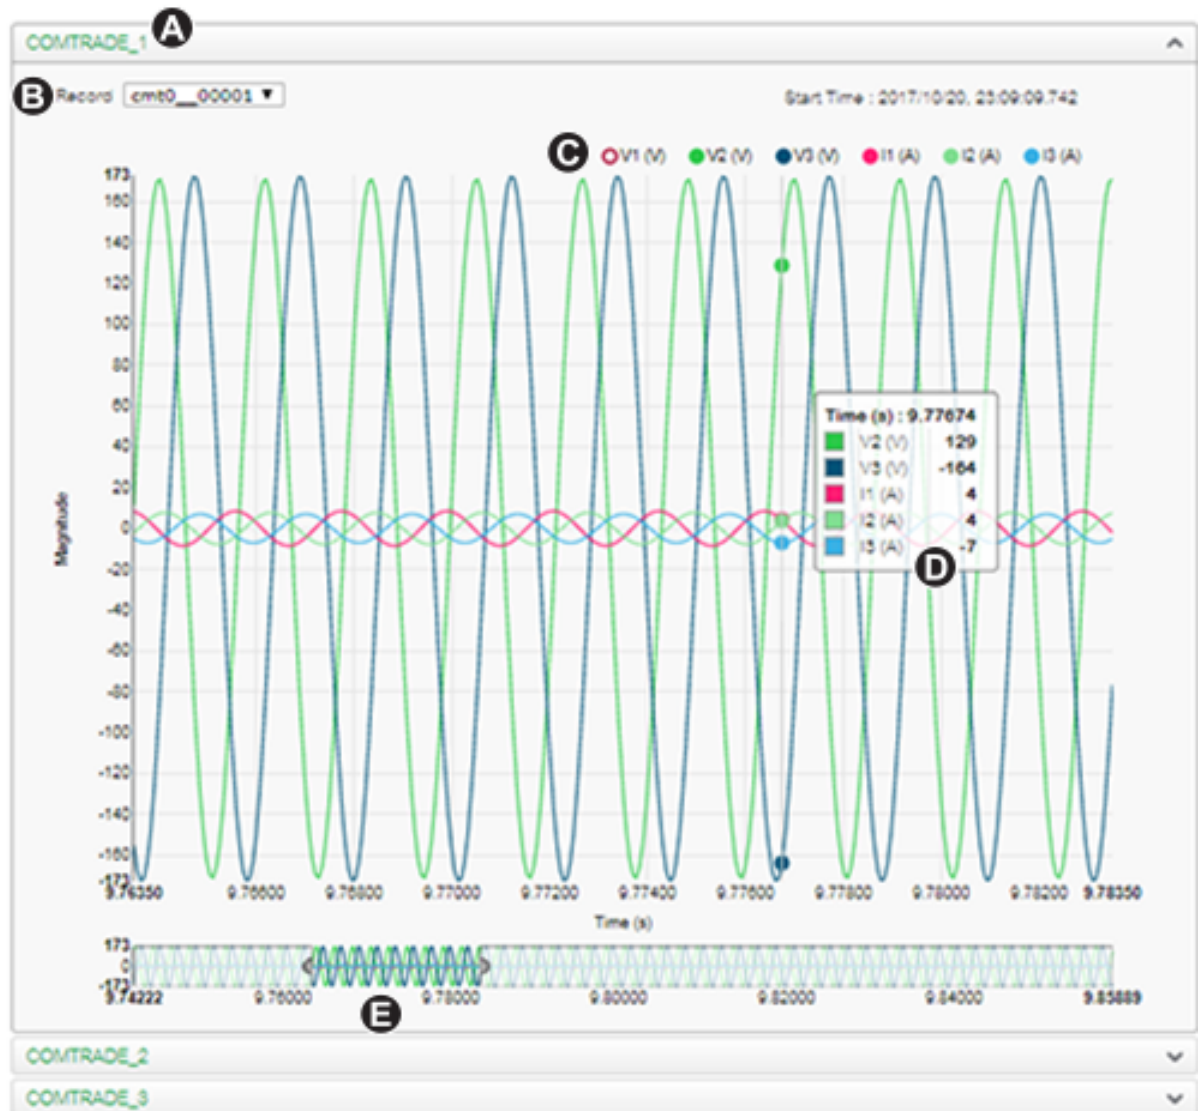 COMTRADE_1 A
B Record cmt0__00001 ▼ Start Time : 2017/10/20, 23:09:09.742
C V1 (V) V2 (V) V3 (V) I1 (A) I2 (A) I3 (A)
173
160
140
120
100
80
60
40
20
0
-20
-40
-60
-80
-100
-120
-140
-160
-173
Magnitude
Time (s) : 9.77674
V2 (V) 129
V3 (V) -164
I1 (A) 4
I2 (A) 4
I3 (A) -7
D
9.76350 9.76600 9.76800 9.77000 9.77200 9.77400 9.77600 9.77800 9.78000 9.78200 9.78350
Time (s)
173
0
-173
9.74222 9.76000 9.78000 9.80000 9.82000 9.84000 9.85889
E
COMTRADE_2
COMTRADE_3